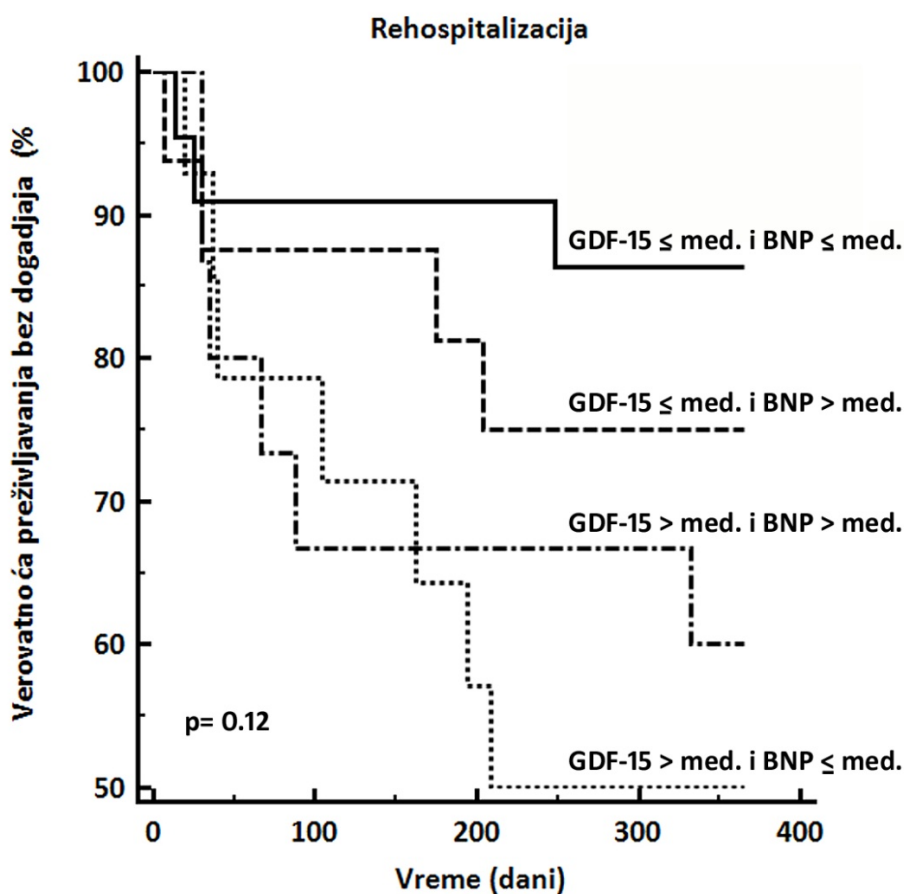 Rehospitalizacija
Verovatno ća preživljavanja bez dogadjaja (%
100
90
80
70
60
50
GDF-15 ≤ med. i BNP ≤ med.
GDF-15 ≤ med. i BNP > med.
GDF-15 > med. i BNP > med.
GDF-15 > med. i BNP ≤ med.
p= 0.12
0 100 200 300 400
Vreme (dani)